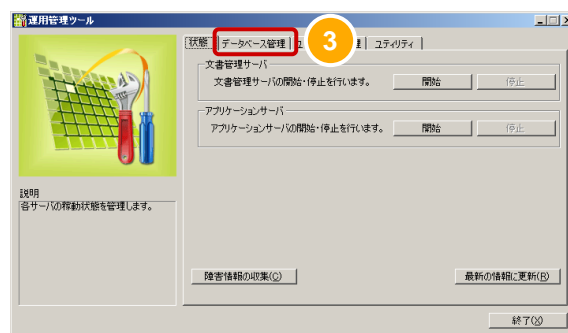 運用管理ツール
状態
データベース管理
3
ユーティリティ
文書管理サーバ
文書管理サーバの開始・停止を行います。
開始
停止
アプリケーションサーバ
アプリケーションサーバの開始・停止を行います。
開始
停止
説明
各サーバの稼動状態を管理します。
障害情報の収集(C)
最新の情報に更新(R)
終了(X)